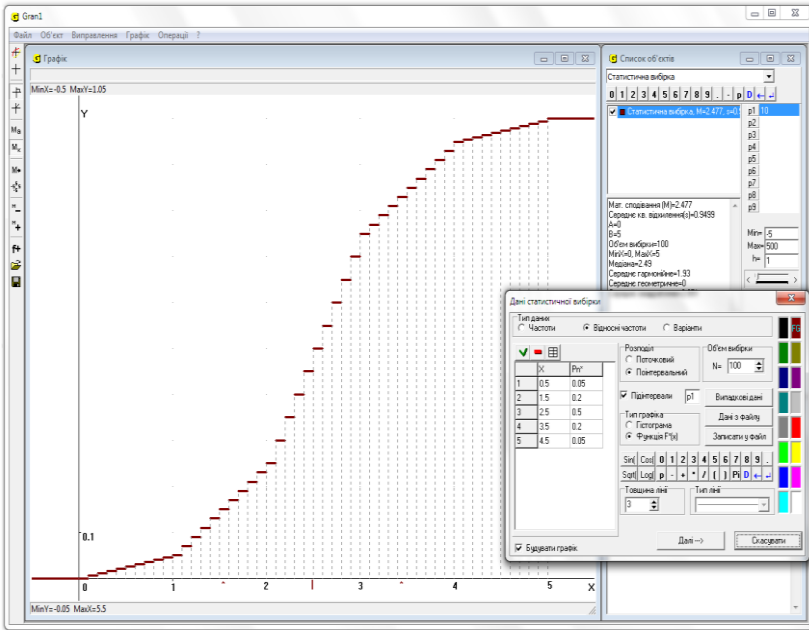 Gran1
Файл Об'єкт Виправлення Графік Операції ?
Графік
MinX=-0.5 MaxY=1.05
Y
0.1
0 1 2 3 4 5 X
MinY=-0.05 MaxX=5.5
Список об'єктів
Статистична вибірка
0 1 2 3 4 5 6 7 8 9 . - p D ← ↲
Статистична вибірка, M=2.477, s=0.9
p1 10
p2
p3
p4
p5
p6
p7
p8
p9
Мат. сподівання (M)=2.477
Середнє кв. відхилення(s)=0.9499
A=0
B=5
Об'єм вибірки=100
MinX=0, MaxX=5
Медіана=2.49
Середнє гармонійне=1.93
Середнє геометричне=0
Min= -5
Max= 500
h= 1
Дані статистичної вибірки
Тип даних
Частоти Відносні частоти Варіанти
X Pn*
1 0.5 0.05
2 1.5 0.2
3 2.5 0.5
4 3.5 0.2
5 4.5 0.05
Будувати графік
Розподіл
Поточковий
Поінтервальний
Об'єм вибірки
N= 100
Підінтервали p1
Тип графіка
Гістограма
Функція F*(x)
Випадкові дані
Дані з файлу
Записати у файл
Sin( Cos( 0 1 2 3 4 5 6 7 8 9 .
Sqrt( Log( p - + * / ( ) Pi D ← ↲
Товщина лінії
3
Тип лінії
Далі -->
Скасувати